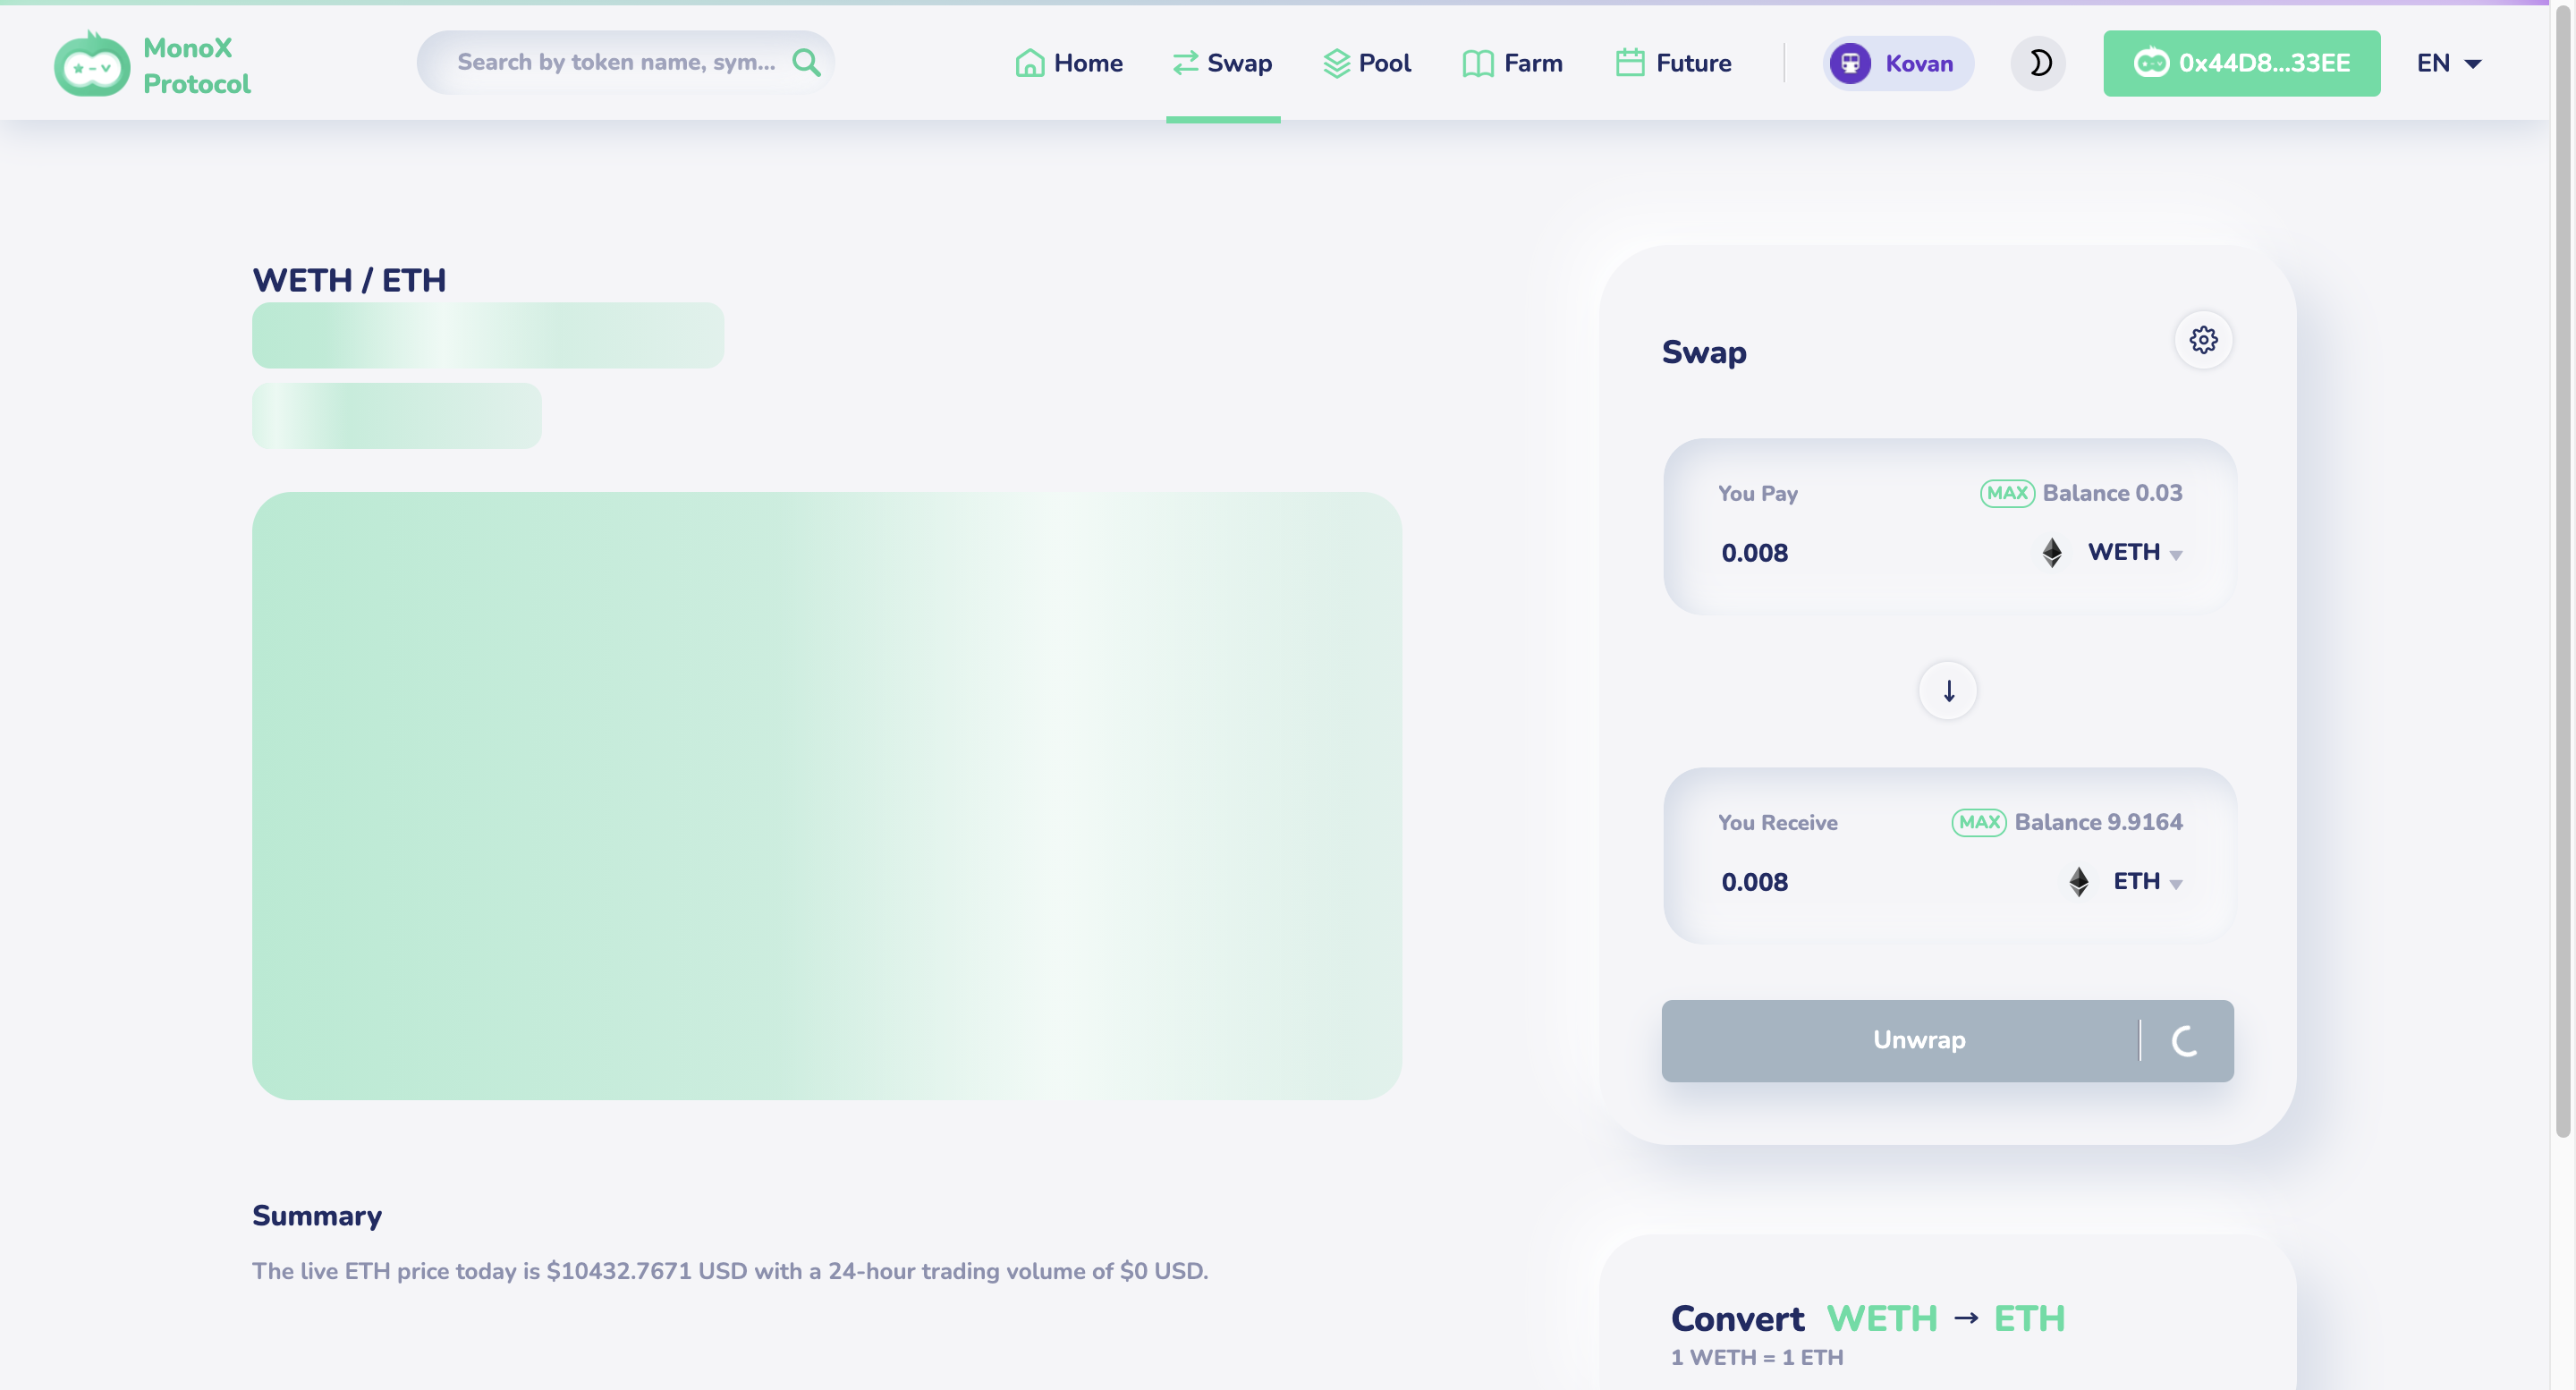 MonoX
Protocol
Search by token name, sym...
Home
Swap
Pool
Farm
Future
Kovan
0x44D8...33EE
EN
WETH / ETH
Swap
You Pay
MAX Balance 0.03
0.008
WETH
You Receive
MAX Balance 9.9164
0.008
ETH
Unwrap
Summary
The live ETH price today is $10432.7671 USD with a 24-hour trading volume of $0 USD.
Convert WETH → ETH
1 WETH = 1 ETH